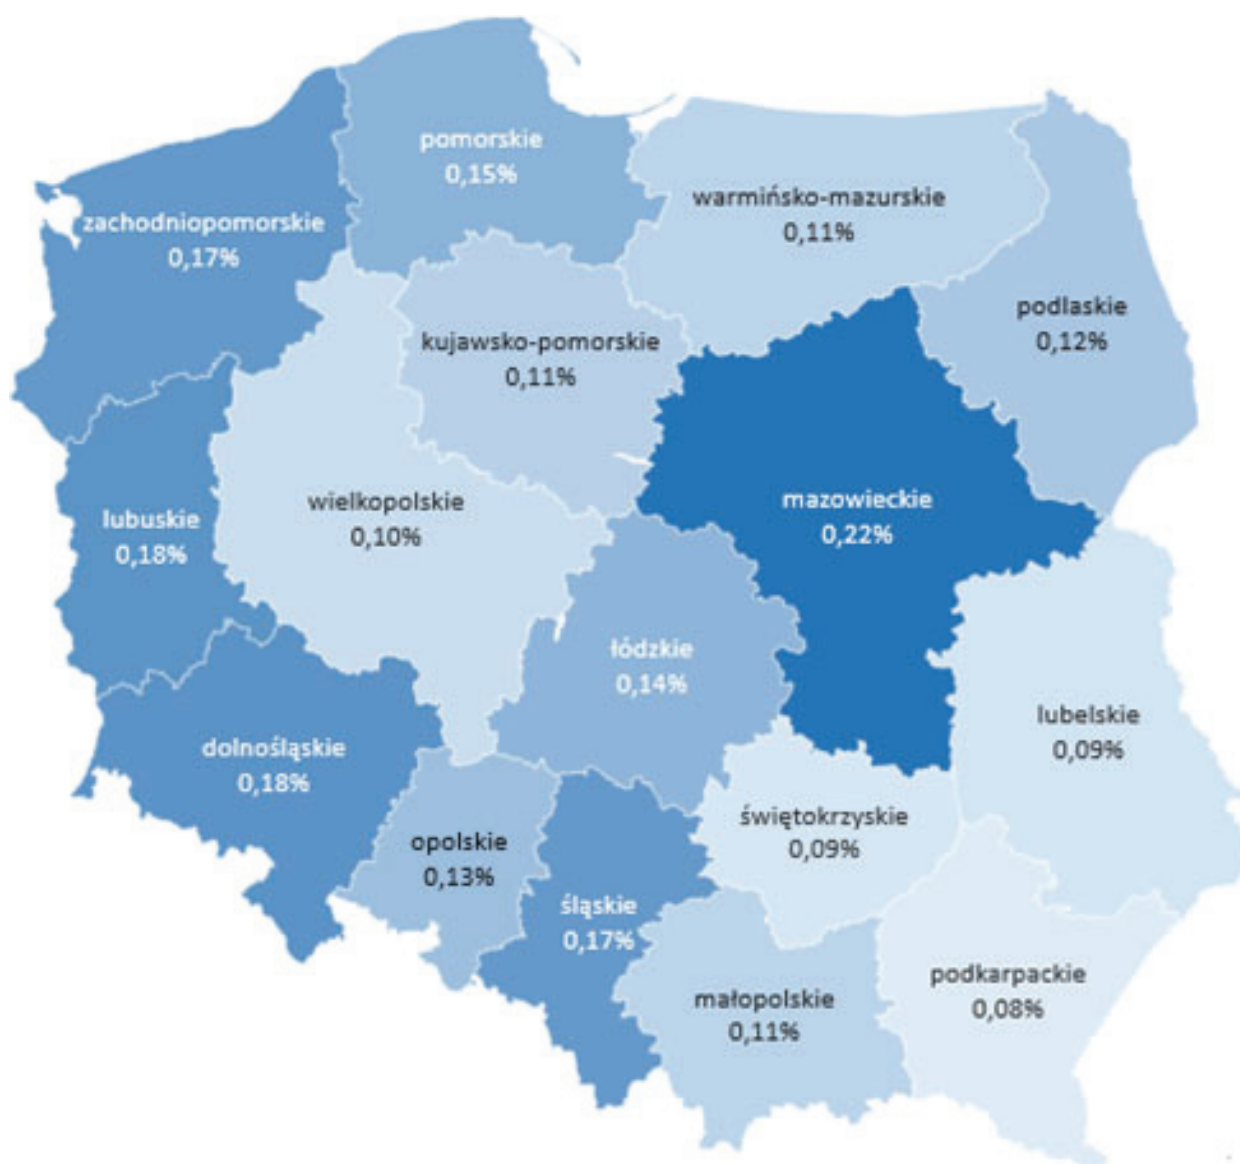 pomorskie
0,15%
warmińsko-mazurskie
0,11%
zachodniopomorskie
0,17%
podlaskie
0,12%
kujawsko-pomorskie
0,11%
wielkopolskie
0,10%
mazowieckie
0,22%
lubuskie
0,18%
łódzkie
0,14%
lubelskie
0,09%
dolnośląskie
0,18%
świętokrzyskie
0,09%
opolskie
0,13%
śląskie
0,17%
podkarpackie
0,08%
małopolskie
0,11%